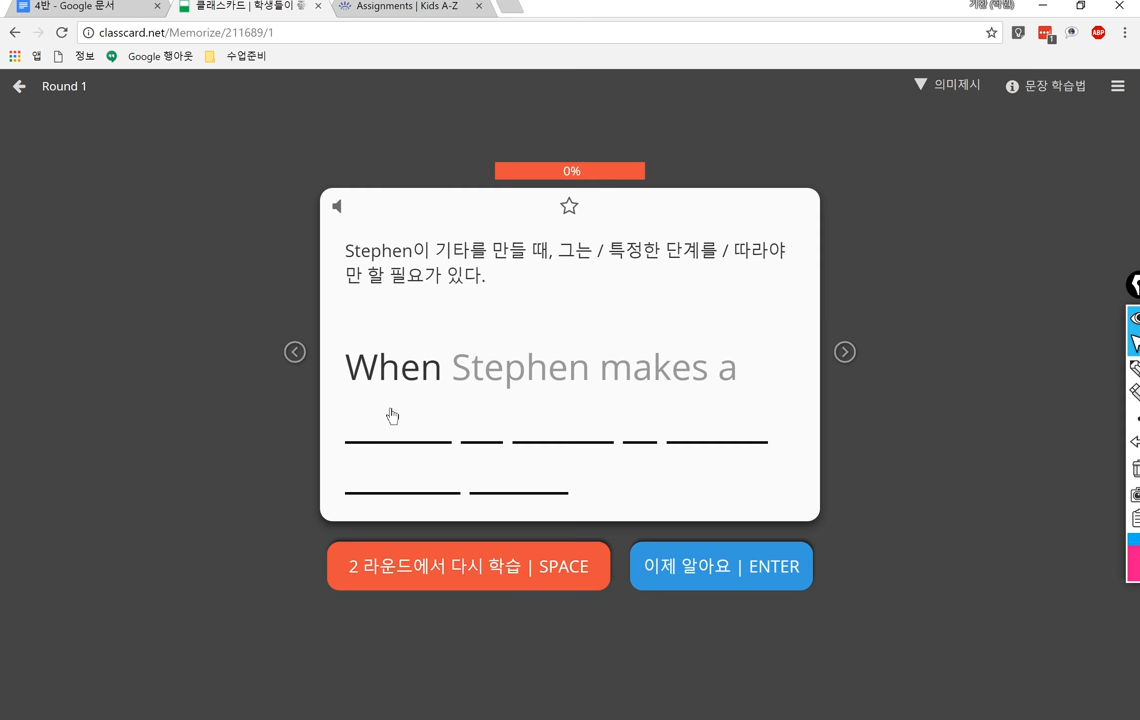 4반 - Google 문서
클래스카드 | 학생들이 좋
Assignments | Kids A-Z
classcard.net/Memorize/211689/1
1
ABP
앱
정보
Google 행아웃
수업준비
Round 1
의미제시
문장 학습법
0%
Stephen이 기타를 만들 때, 그는 / 특정한 단계를 / 따라야
만 할 필요가 있다.
When Stephen makes a
2 라운드에서 다시 학습 | SPACE
이제 알아요 | ENTER